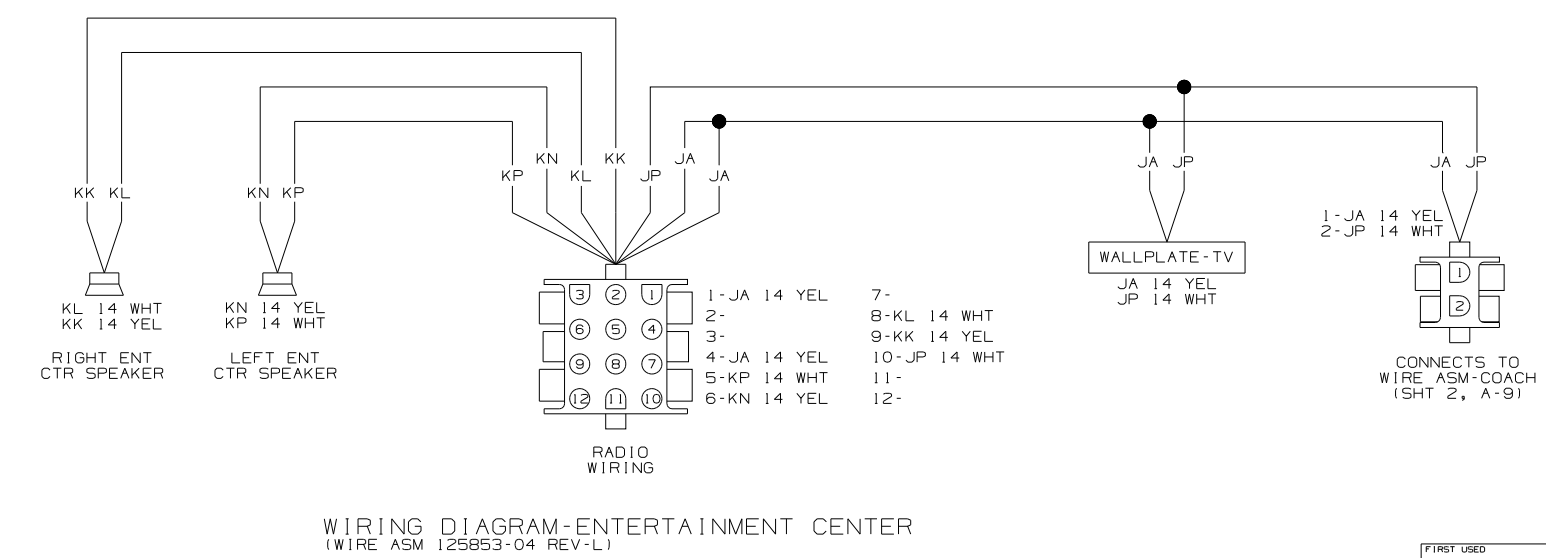 KK KL
KN KP
KP
KN
KL
KK
JP
JA
JA
JA JP
JA JP
KL 14 WHT
KK 14 YEL
RIGHT ENT
CTR SPEAKER
KN 14 YEL
KP 14 WHT
LEFT ENT
CTR SPEAKER
3 2 1
6 5 4
9 8 7
12 11 10
1-JA 14 YEL
2-
3-
4-JA 14 YEL
5-KP 14 WHT
6-KN 14 YEL
7-
8-KL 14 WHT
9-KK 14 YEL
10-JP 14 WHT
11-
12-
RADIO
WIRING
WALLPLATE-TV
JA 14 YEL
JP 14 WHT
1-JA 14 YEL
2-JP 14 WHT
1
2
CONNECTS TO
WIRE ASM-COACH
(SHT 2, A-9)
WIRING DIAGRAM-ENTERTAINMENT CENTER
(WIRE ASM 125853-04 REV-L)
FIRST USED